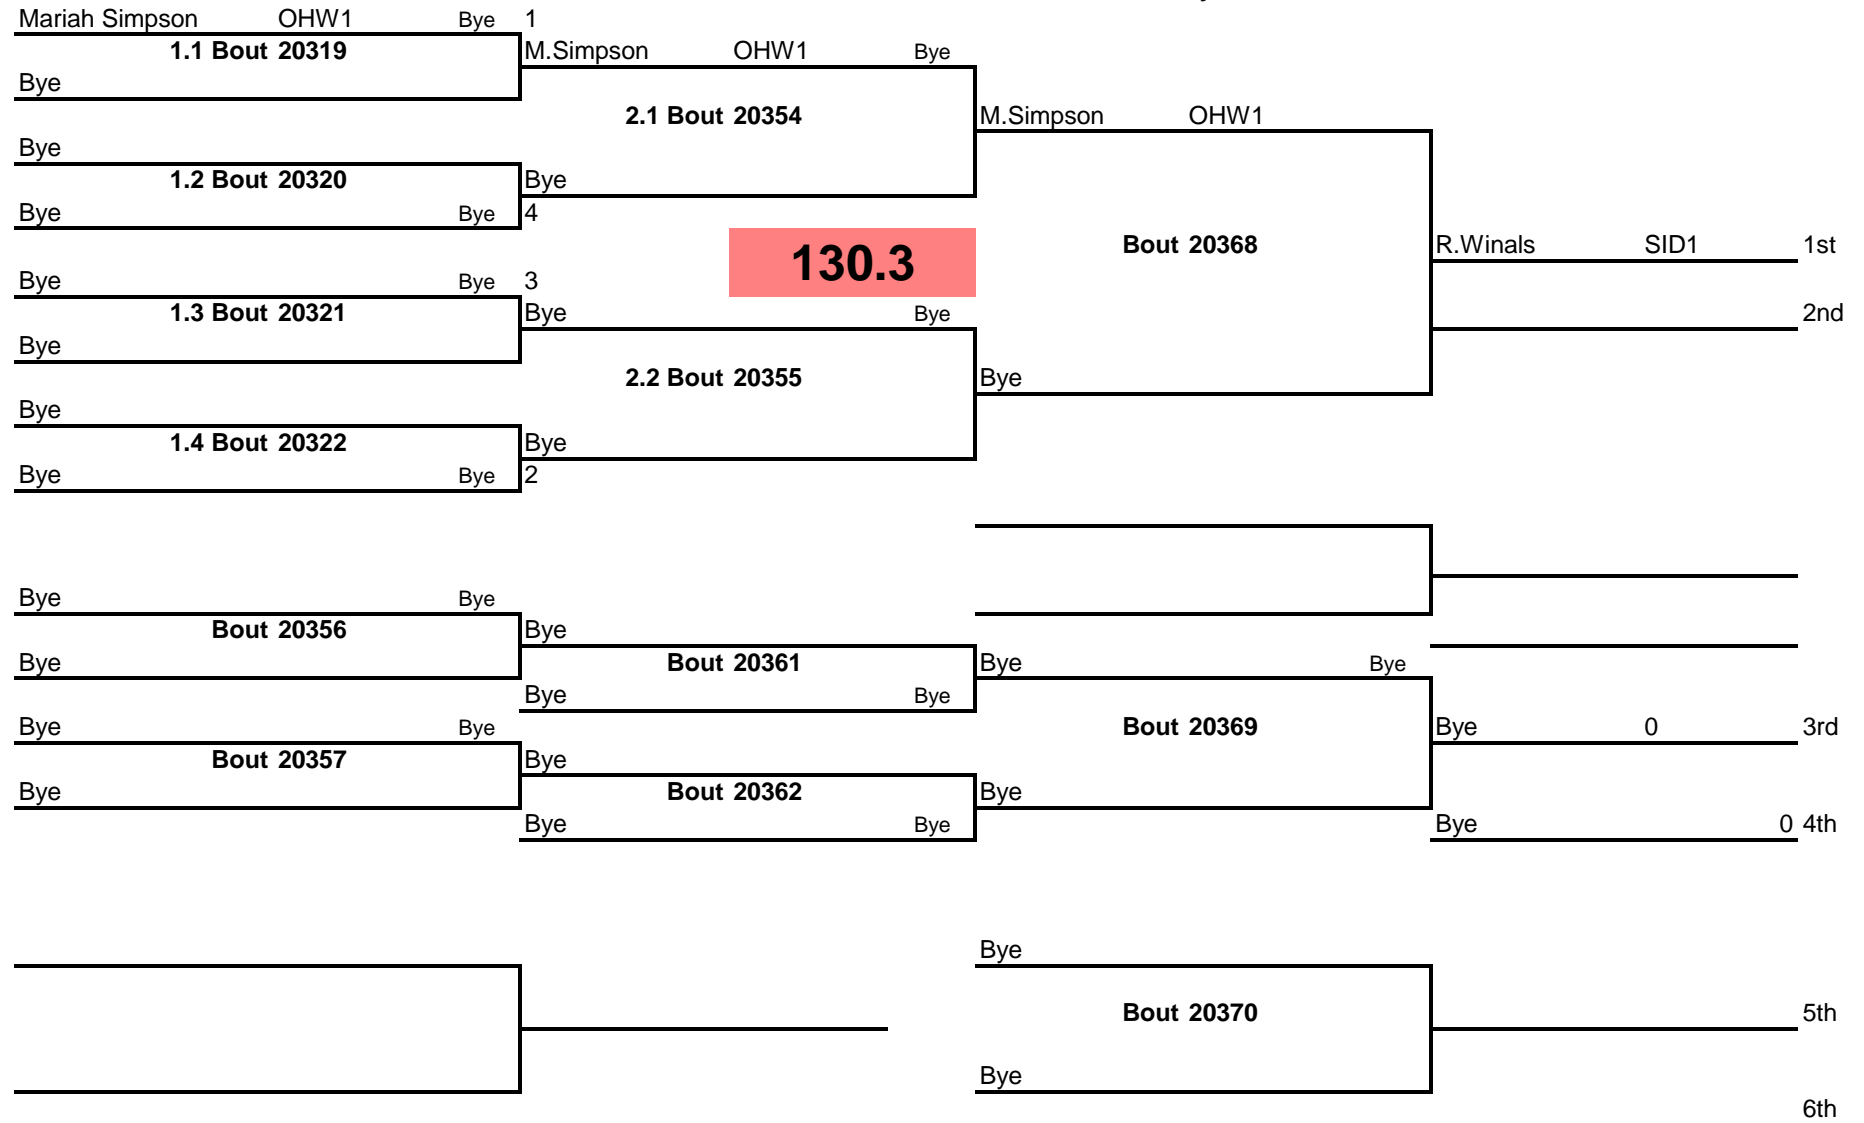 Mariah Simpson OHW1 Bye 1
1.1 Bout 20319 M.Simpson OHW1 Bye
Bye
2.1 Bout 20354 M.Simpson OHW1
Bye
1.2 Bout 20320 Bye
Bye Bye 4
130.3 Bout 20368 R.Winals SID1 1st
Bye Bye 3
1.3 Bout 20321 Bye Bye 2nd
Bye
2.2 Bout 20355 Bye
Bye
1.4 Bout 20322 Bye
Bye Bye 2
Bye Bye
Bout 20356 Bye
Bye Bout 20361 Bye Bye
Bye Bye
Bye Bye Bout 20369 Bye 0 3rd
Bout 20357 Bye
Bye Bout 20362 Bye
Bye Bye Bye 0 4th
Bye
Bout 20370 5th
Bye
6th